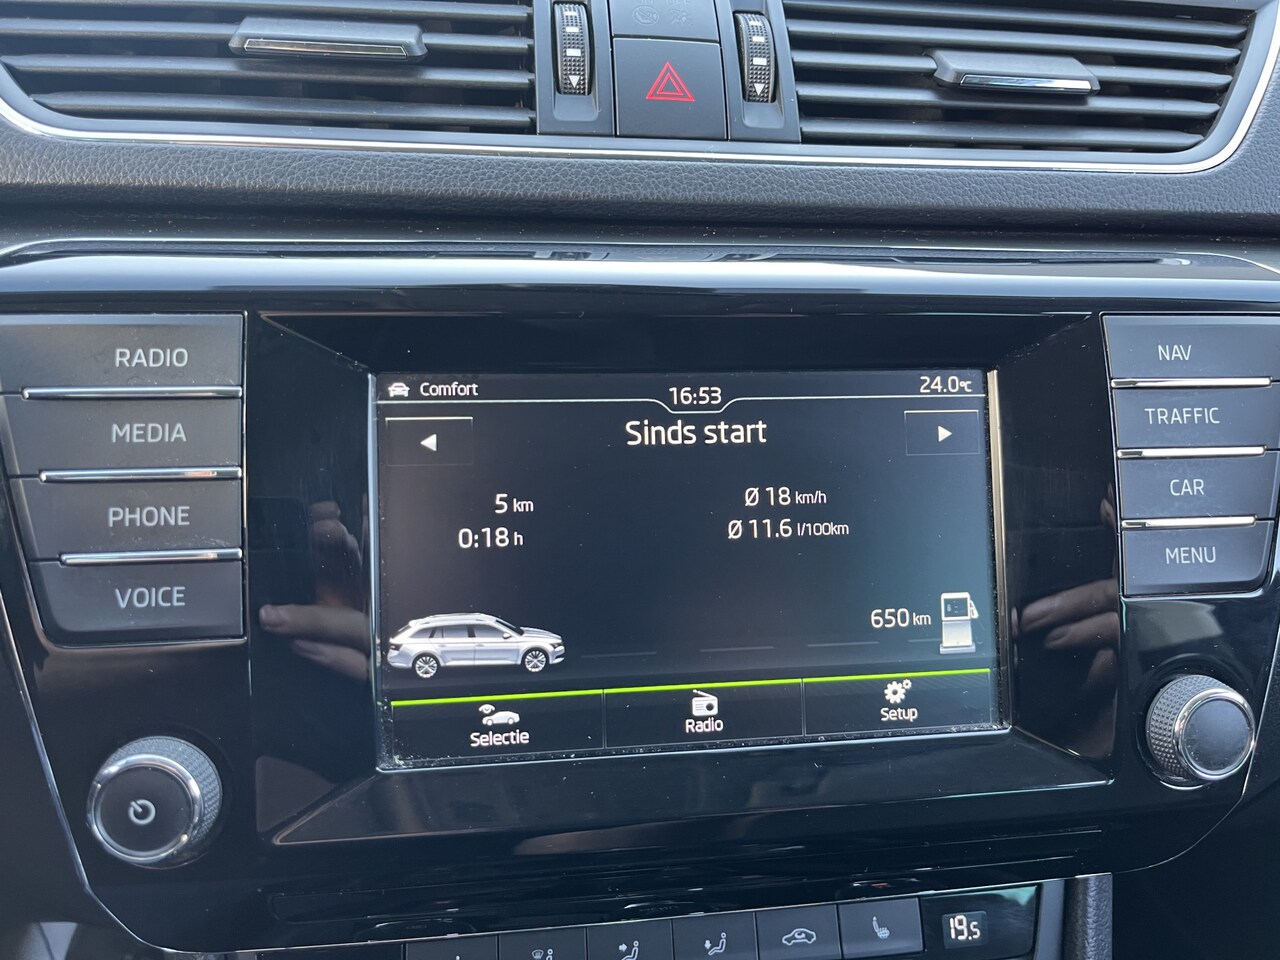 RADIO
MEDIA
PHONE
VOICE
Comfort
16:53
24.0°C
Sinds start
5 km
0:18 h
Ø 18 km/h
Ø 11.6 l/100km
650 km
Selectie
Radio
Setup
NAV
TRAFFIC
CAR
MENU
19.5